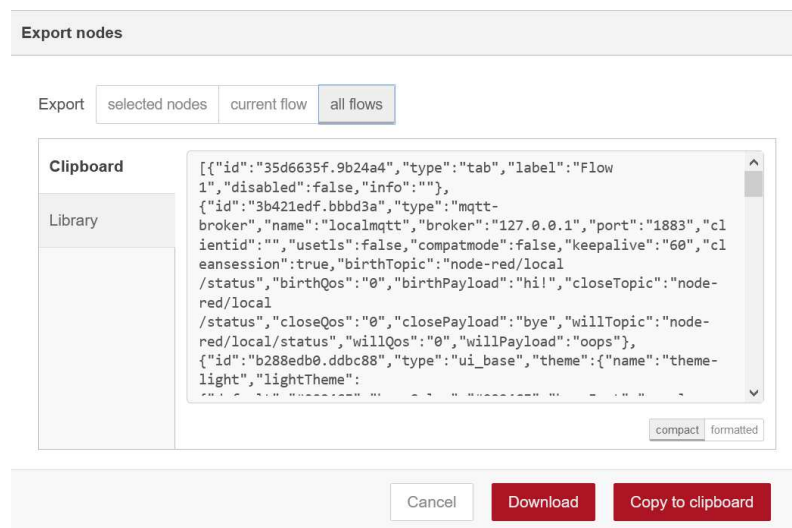 Export nodes
Export selected nodes current flow all flows
Clipboard
Library
[{"id":"35d6635f.9b24a4","type":"tab","label":"Flow
1","disabled":false,"info":""},
{"id":"3b421edf.bbbd3a","type":"mqtt-
broker","name":"localmqtt","broker":"127.0.0.1","port":"1883","cl
ientid":"","usetls":false,"compatmode":false,"keepalive":"60","cl
eansession":true,"birthTopic":"node-red/local
/status","birthQos":"0","birthPayload":"hi!","closeTopic":"node-
red/local
/status","closeQos":"0","closePayload":"bye","willTopic":"node-
red/local/status","willQos":"0","willPayload":"oops"},
{"id":"b288edb0.ddbc88","type":"ui_base","theme":{"name":"theme-
light","lightTheme":
compact formatted
Cancel Download Copy to clipboard